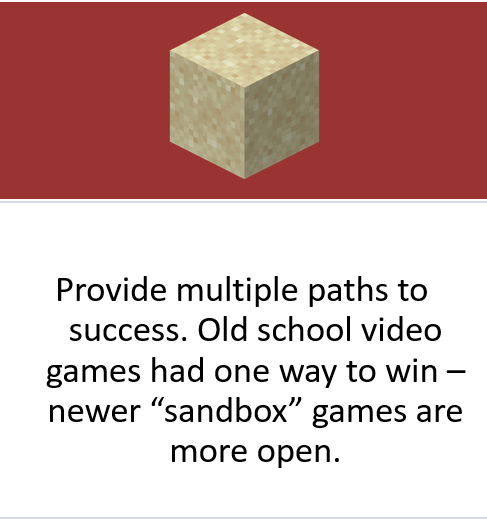 Provide multiple paths to
success. Old school video
games had one way to win –
newer “sandbox” games are
more open.